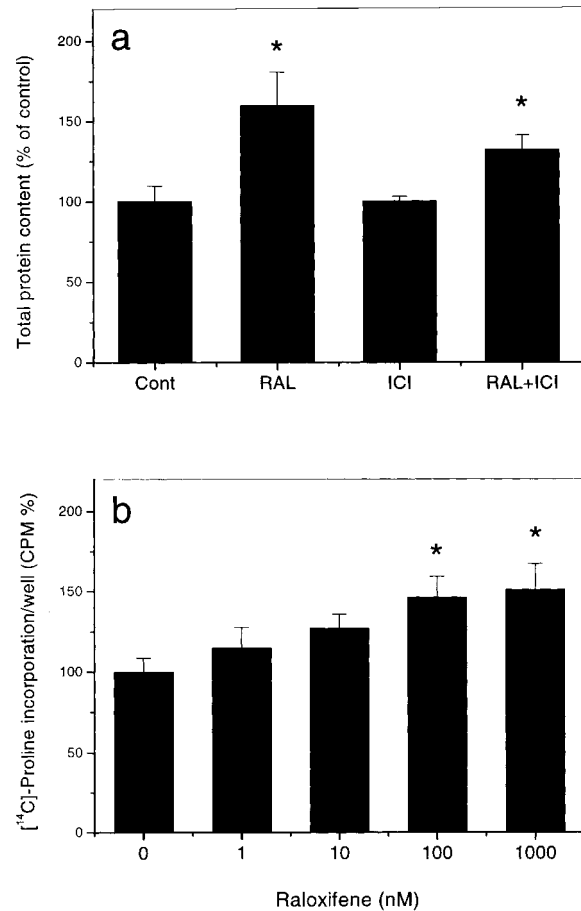 a
Total protein content (% of control)
200
150
100
50
0
* *
Cont RAL ICI RAL+ICI
b
[¹⁴C]-Proline incorporation/well (CPM %)
200
150
100
50
0
* *
0 1 10 100 1000
Raloxifene (nM)